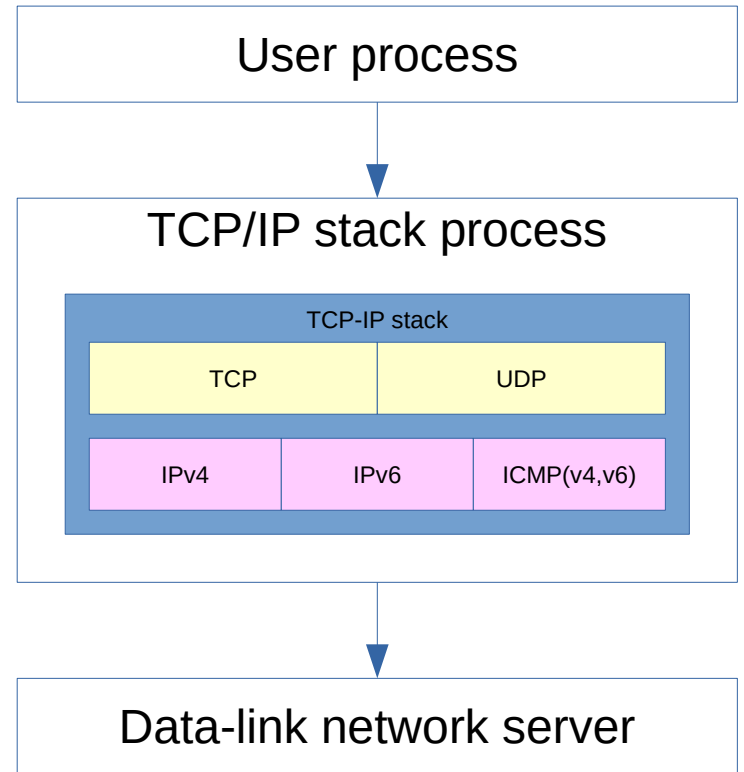 User process
TCP/IP stack process
TCP-IP stack
TCP UDP
IPv4 IPv6 ICMP(v4,v6)
Data-link network server